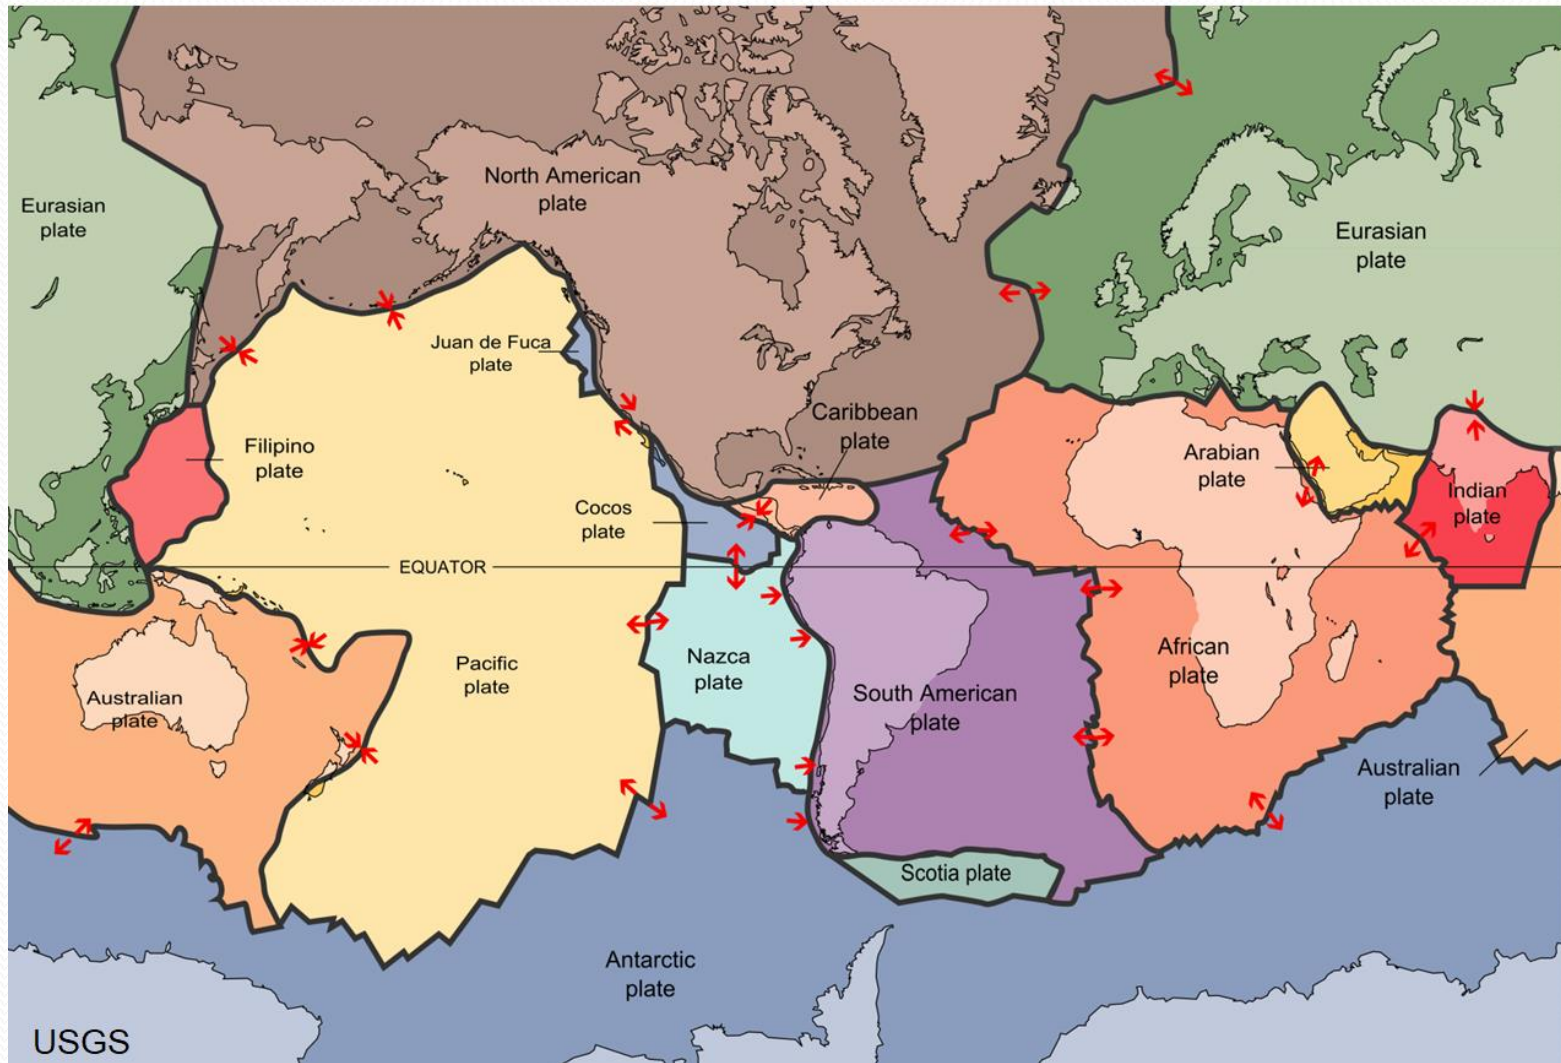 North American
plate
Eurasian
plate
Eurasian
plate
Juan de Fuca
plate
Caribbean
plate
Filipino
plate
Arabian
plate
Indian
plate
Cocos
plate
EQUATOR
Pacific
plate
Nazca
plate
African
plate
South American
plate
Australian
plate
Australian
plate
Scotia plate
Antarctic
plate
USGS